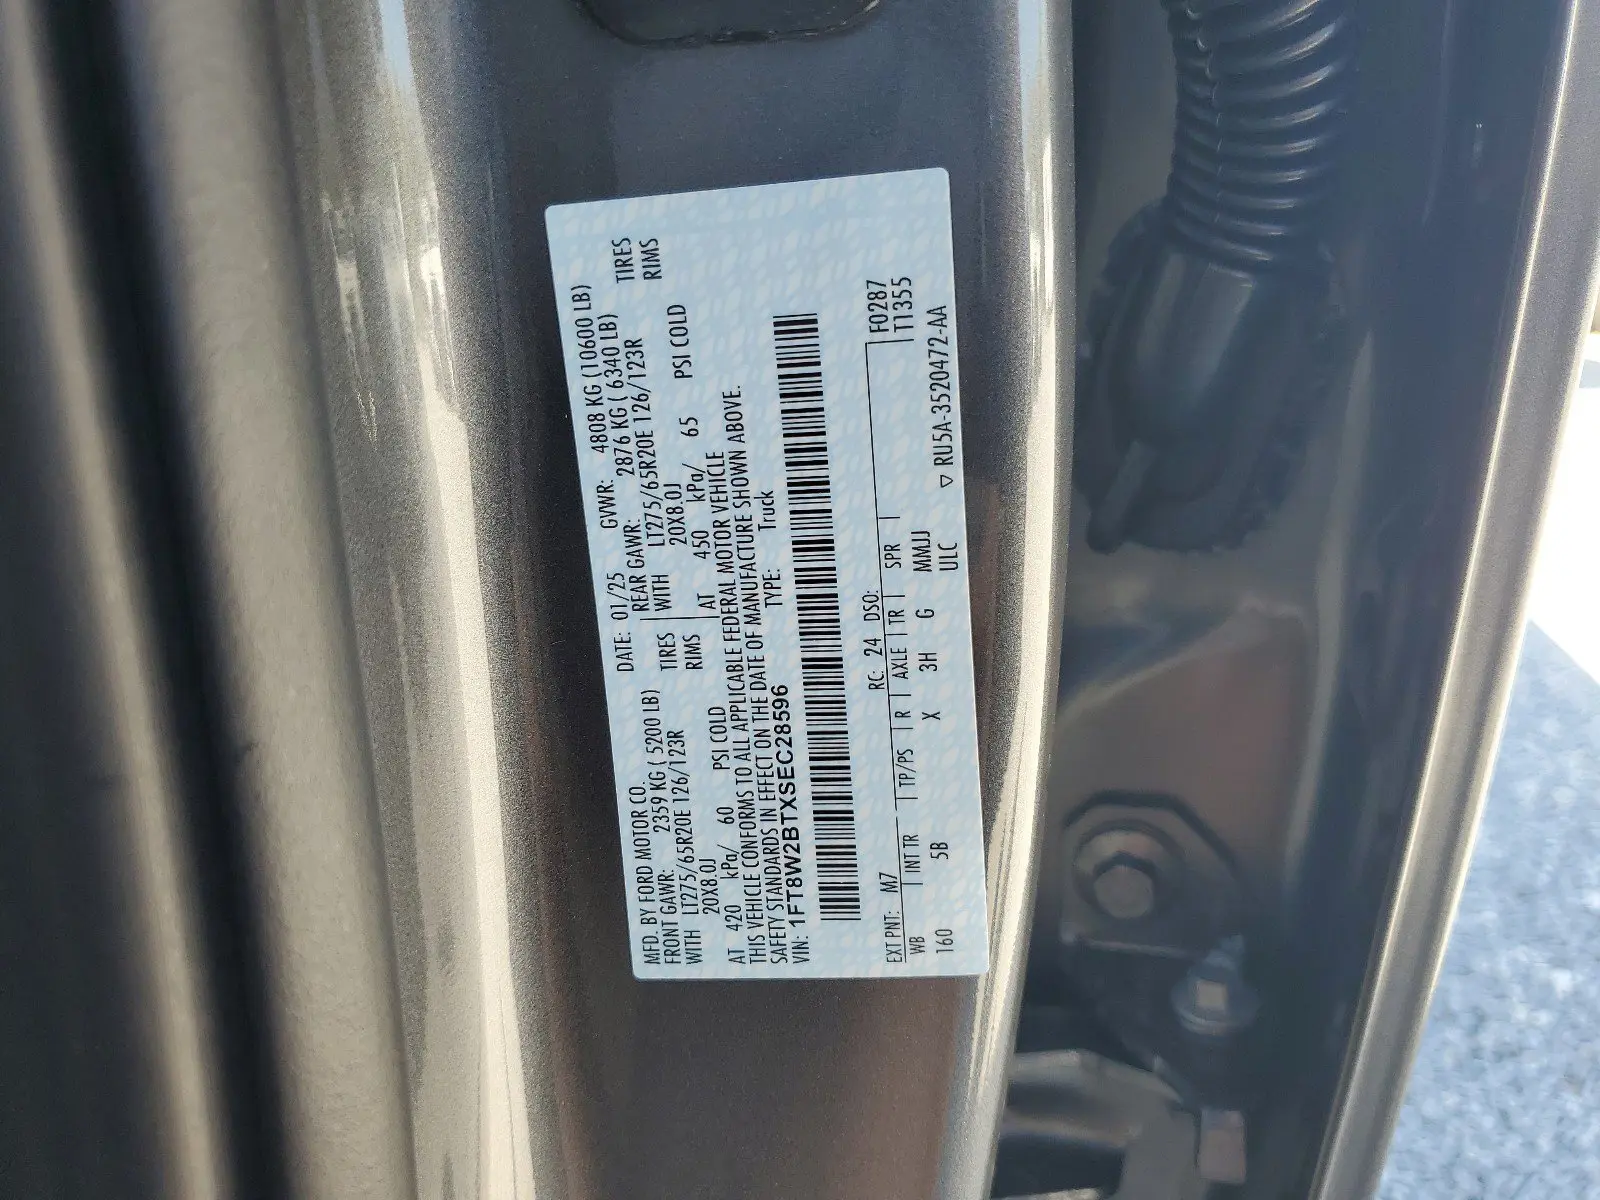 MFD. BY FORD MOTOR CO.
DATE: 01/25 GVWR: 4808 KG (10600 LB)
FRONT GAWR: 2359 KG ( 5200 LB) REAR GAWR: 2876 KG ( 6340 LB)
WITH LT275/65R20E 126/123R TIRES WITH LT275/65R20E 126/123R TIRES
20X8.0J RIMS 20X8.0J RIMS
AT 420 kPa/ 60 PSI COLD AT 450 kPa/ 65 PSI COLD
THIS VEHICLE CONFORMS TO ALL APPLICABLE FEDERAL MOTOR VEHICLE
SAFETY STANDARDS IN EFFECT ON THE DATE OF MANUFACTURE SHOWN ABOVE.
VIN: 1FT8W2BTXSEC28596 TYPE: Truck
EXT PNT: M7 RC: 24 DSO: F0287
WB INT TR TP/PS R AXLE TR SPR T1355
160 5B X 3H G MMJJ
ULC ▽ RU5A-3520472-AA